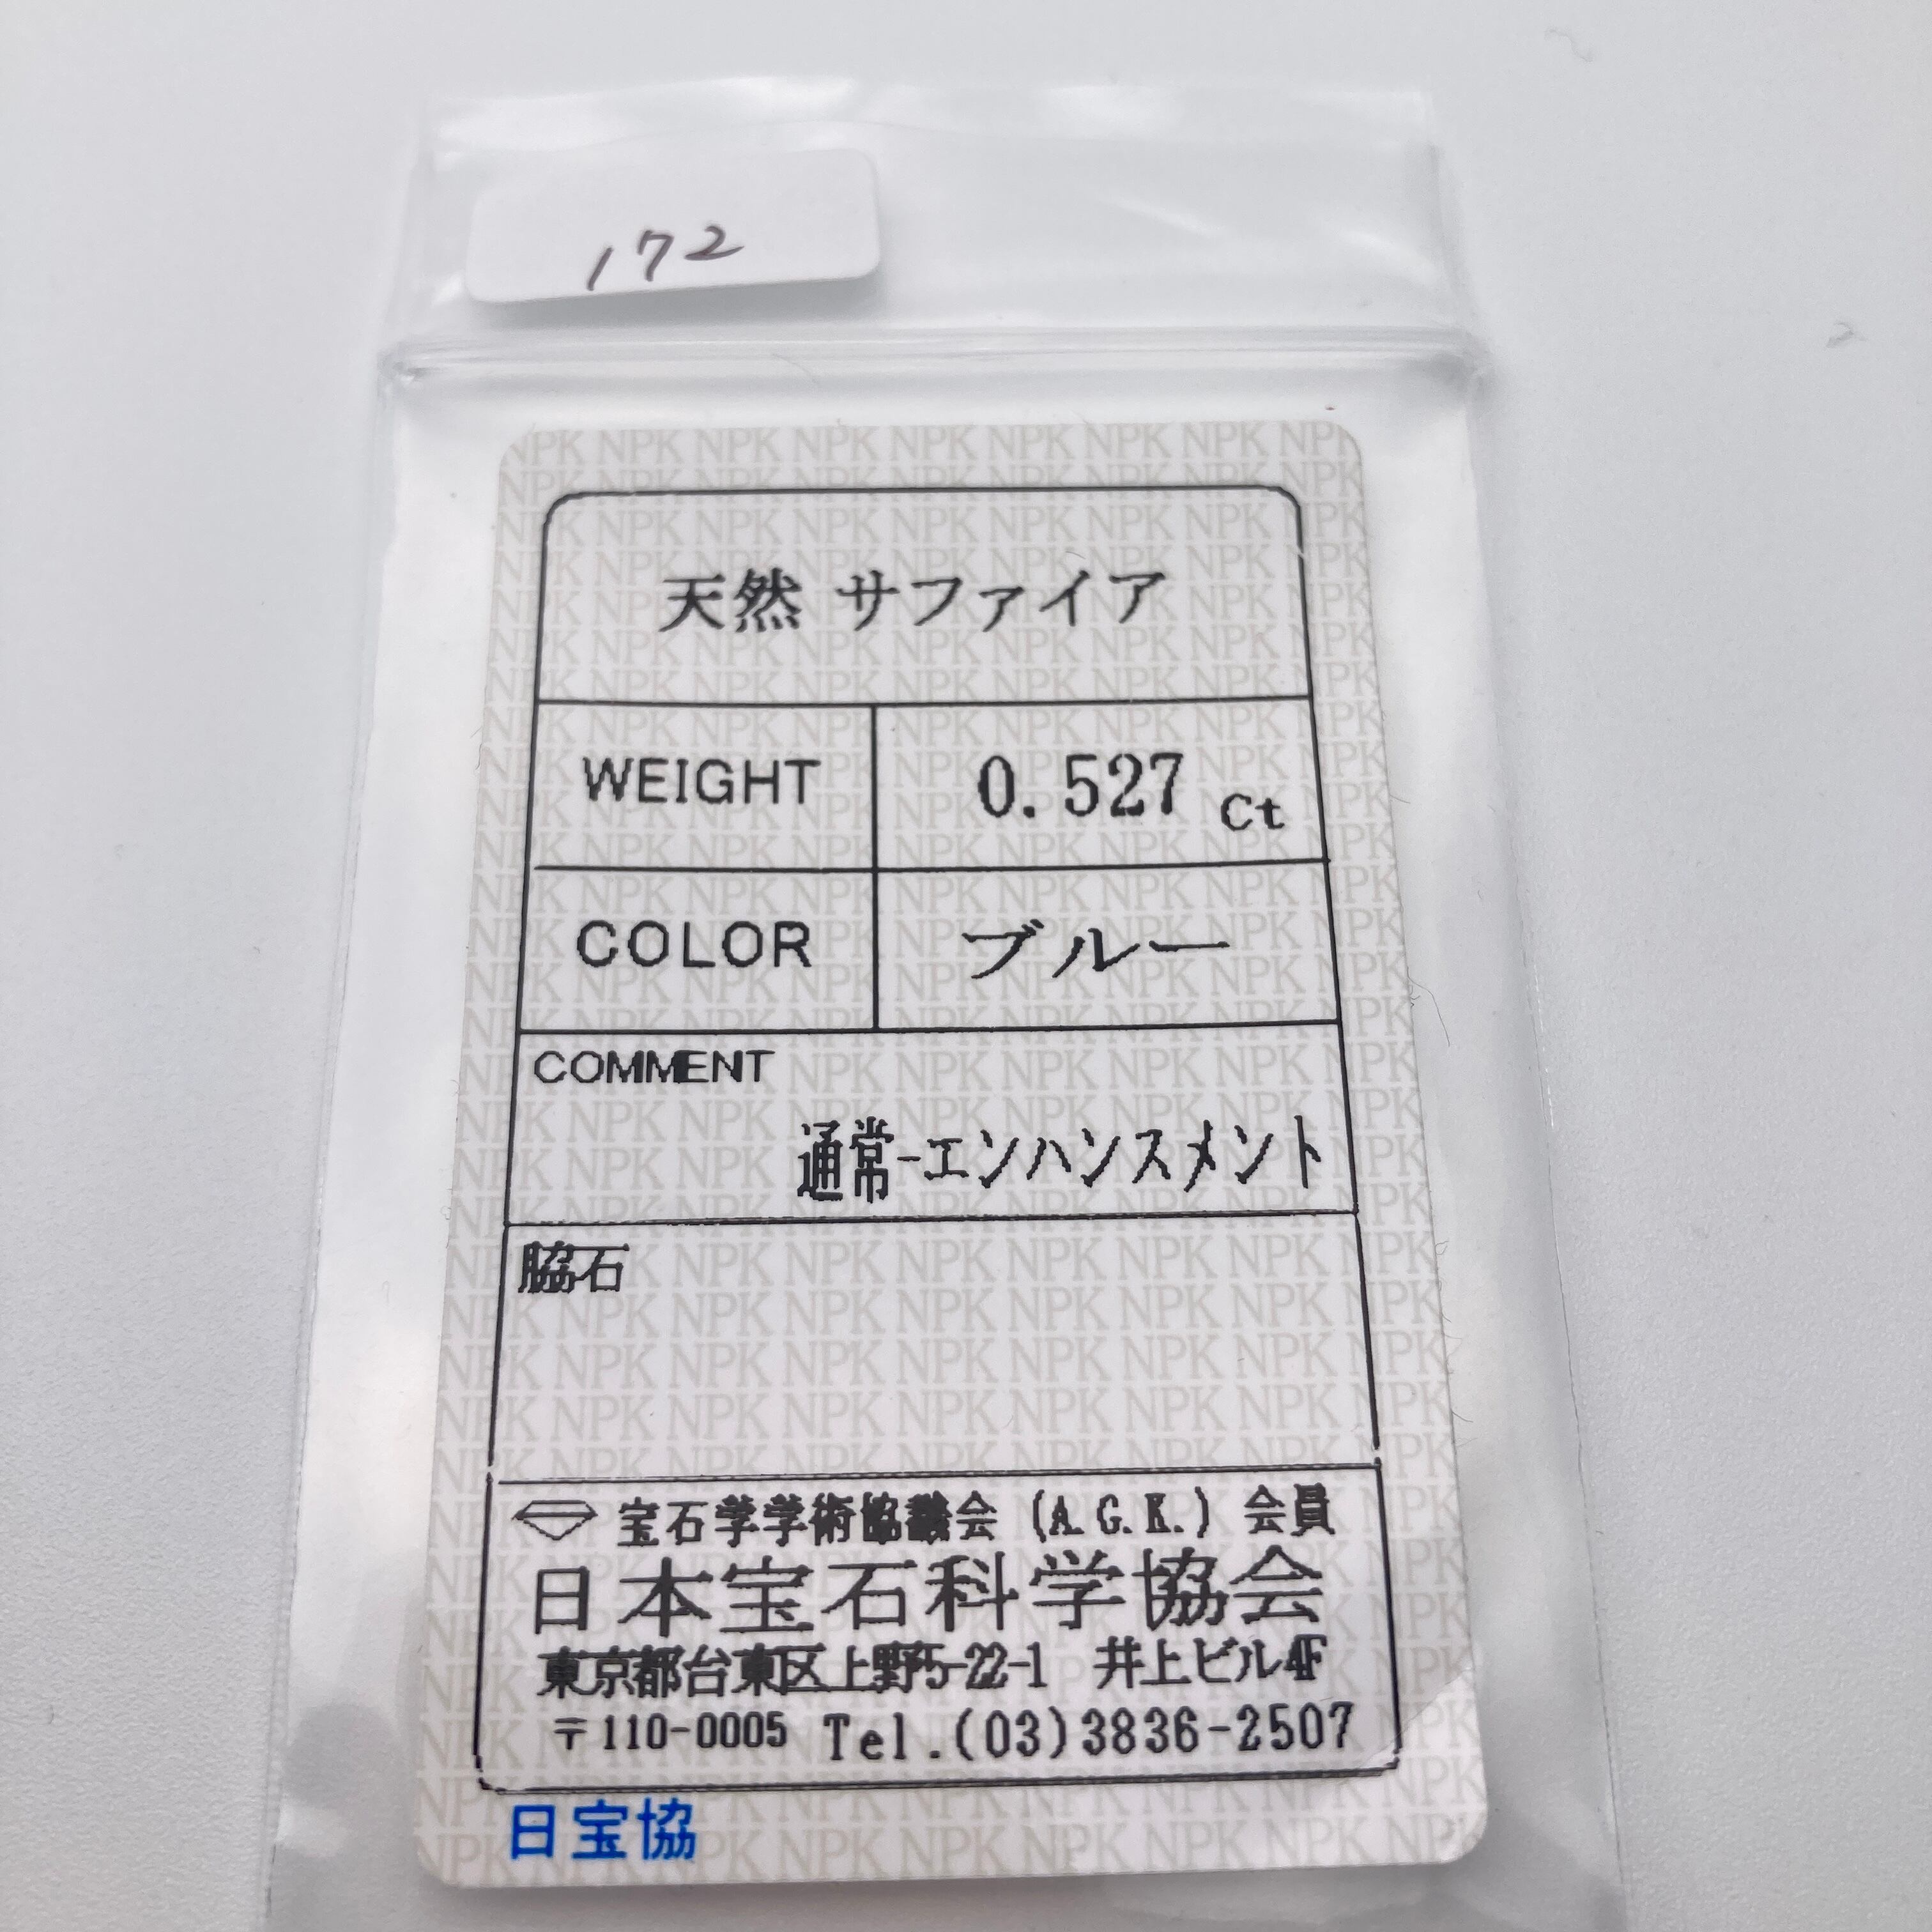 172
天然 サファイア
WEIGHT 0.527 Ct
COLOR ブルー
COMMENT
通常-エンハンスメント
脇石
宝石学学術協議会 (A.G.K.) 会員
日本宝石科学協会
東京都台東区上野5-22-1 井上ビル4F
〒110-0005 Tel.(03)3836-2507
日宝協